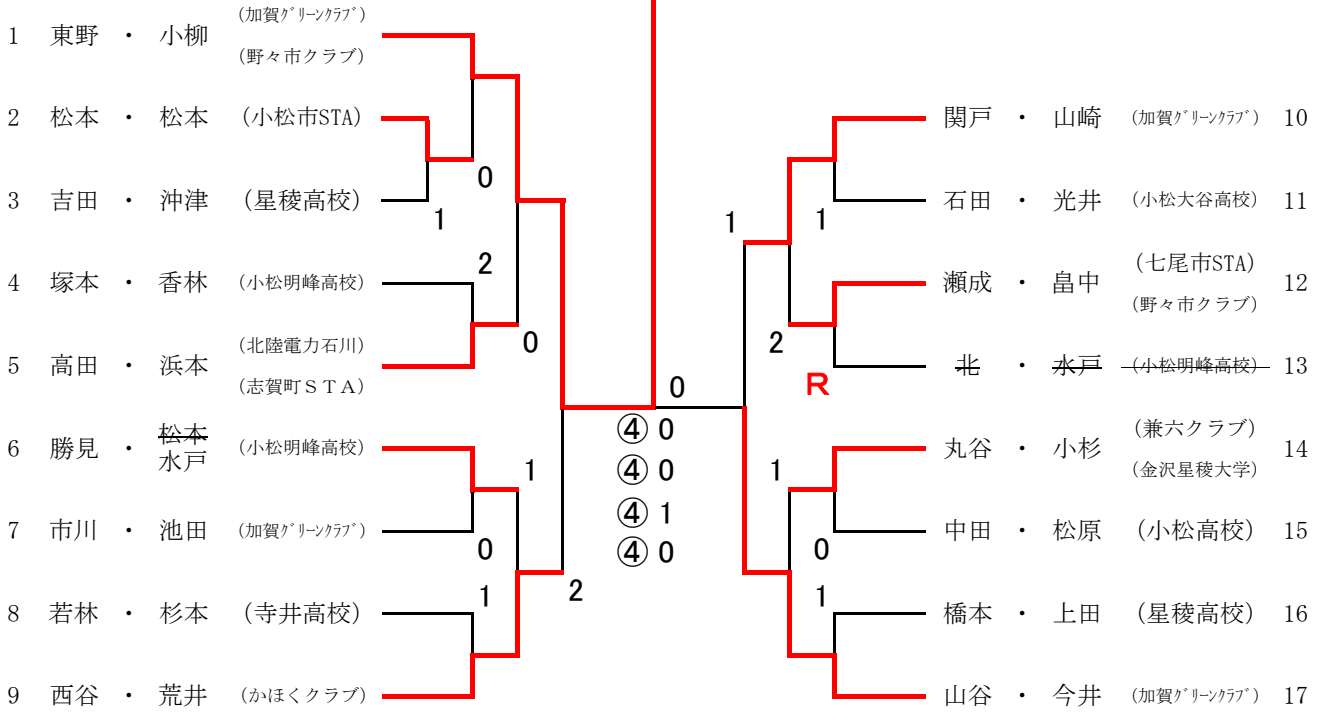 1 東野 ・ 小柳 (加賀ｸﾞﾘｰﾝｸﾗﾌﾞ)
(野々市クラブ)
2 松本 ・ 松本 (小松市STA)
0
3 吉田 ・ 沖津 (星稜高校)
1
2
4 塚本 ・ 香林 (小松明峰高校)
0
5 高田 ・ 浜本 (北陸電力石川)
(志賀町ＳＴＡ)
6 勝見 ・ 松本 (小松明峰高校)
水戸
1
7 市川 ・ 池田 (加賀ｸﾞﾘｰﾝｸﾗﾌﾞ)
0
1
2
8 若林 ・ 杉本 (寺井高校)
9 西谷 ・ 荒井 (かほくクラブ)
0
④ 0
④ 0
④ 1
④ 0
関戸 ・ 山崎 (加賀ｸﾞﾘｰﾝｸﾗﾌﾞ) 10
石田 ・ 光井 (小松大谷高校) 11
1
1
瀬成 ・ 畠中 (七尾市STA) 12
(野々市クラブ)
2
R
北 ・ 水戸 (小松明峰高校) 13
丸谷 ・ 小杉 (兼六クラブ) 14
(金沢星稜大学)
1
中田 ・ 松原 (小松高校) 15
0
1
橋本 ・ 上田 (星稜高校) 16
山谷 ・ 今井 (加賀ｸﾞﾘｰﾝｸﾗﾌﾞ) 17